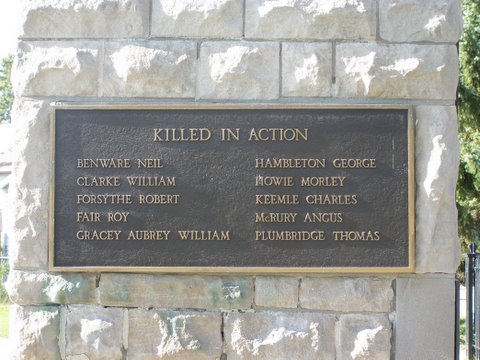 KILLED IN ACTION
BENWARE NEIL
CLARKE WILLIAM
FORSYTHE ROBERT
FAIR ROY
GRACEY AUBREY WILLIAM
HAMBLETON GEORGE
HOWIE MORLEY
KEEMLE CHARLES
McRURY ANGUS
PLUMBRIDGE THOMAS